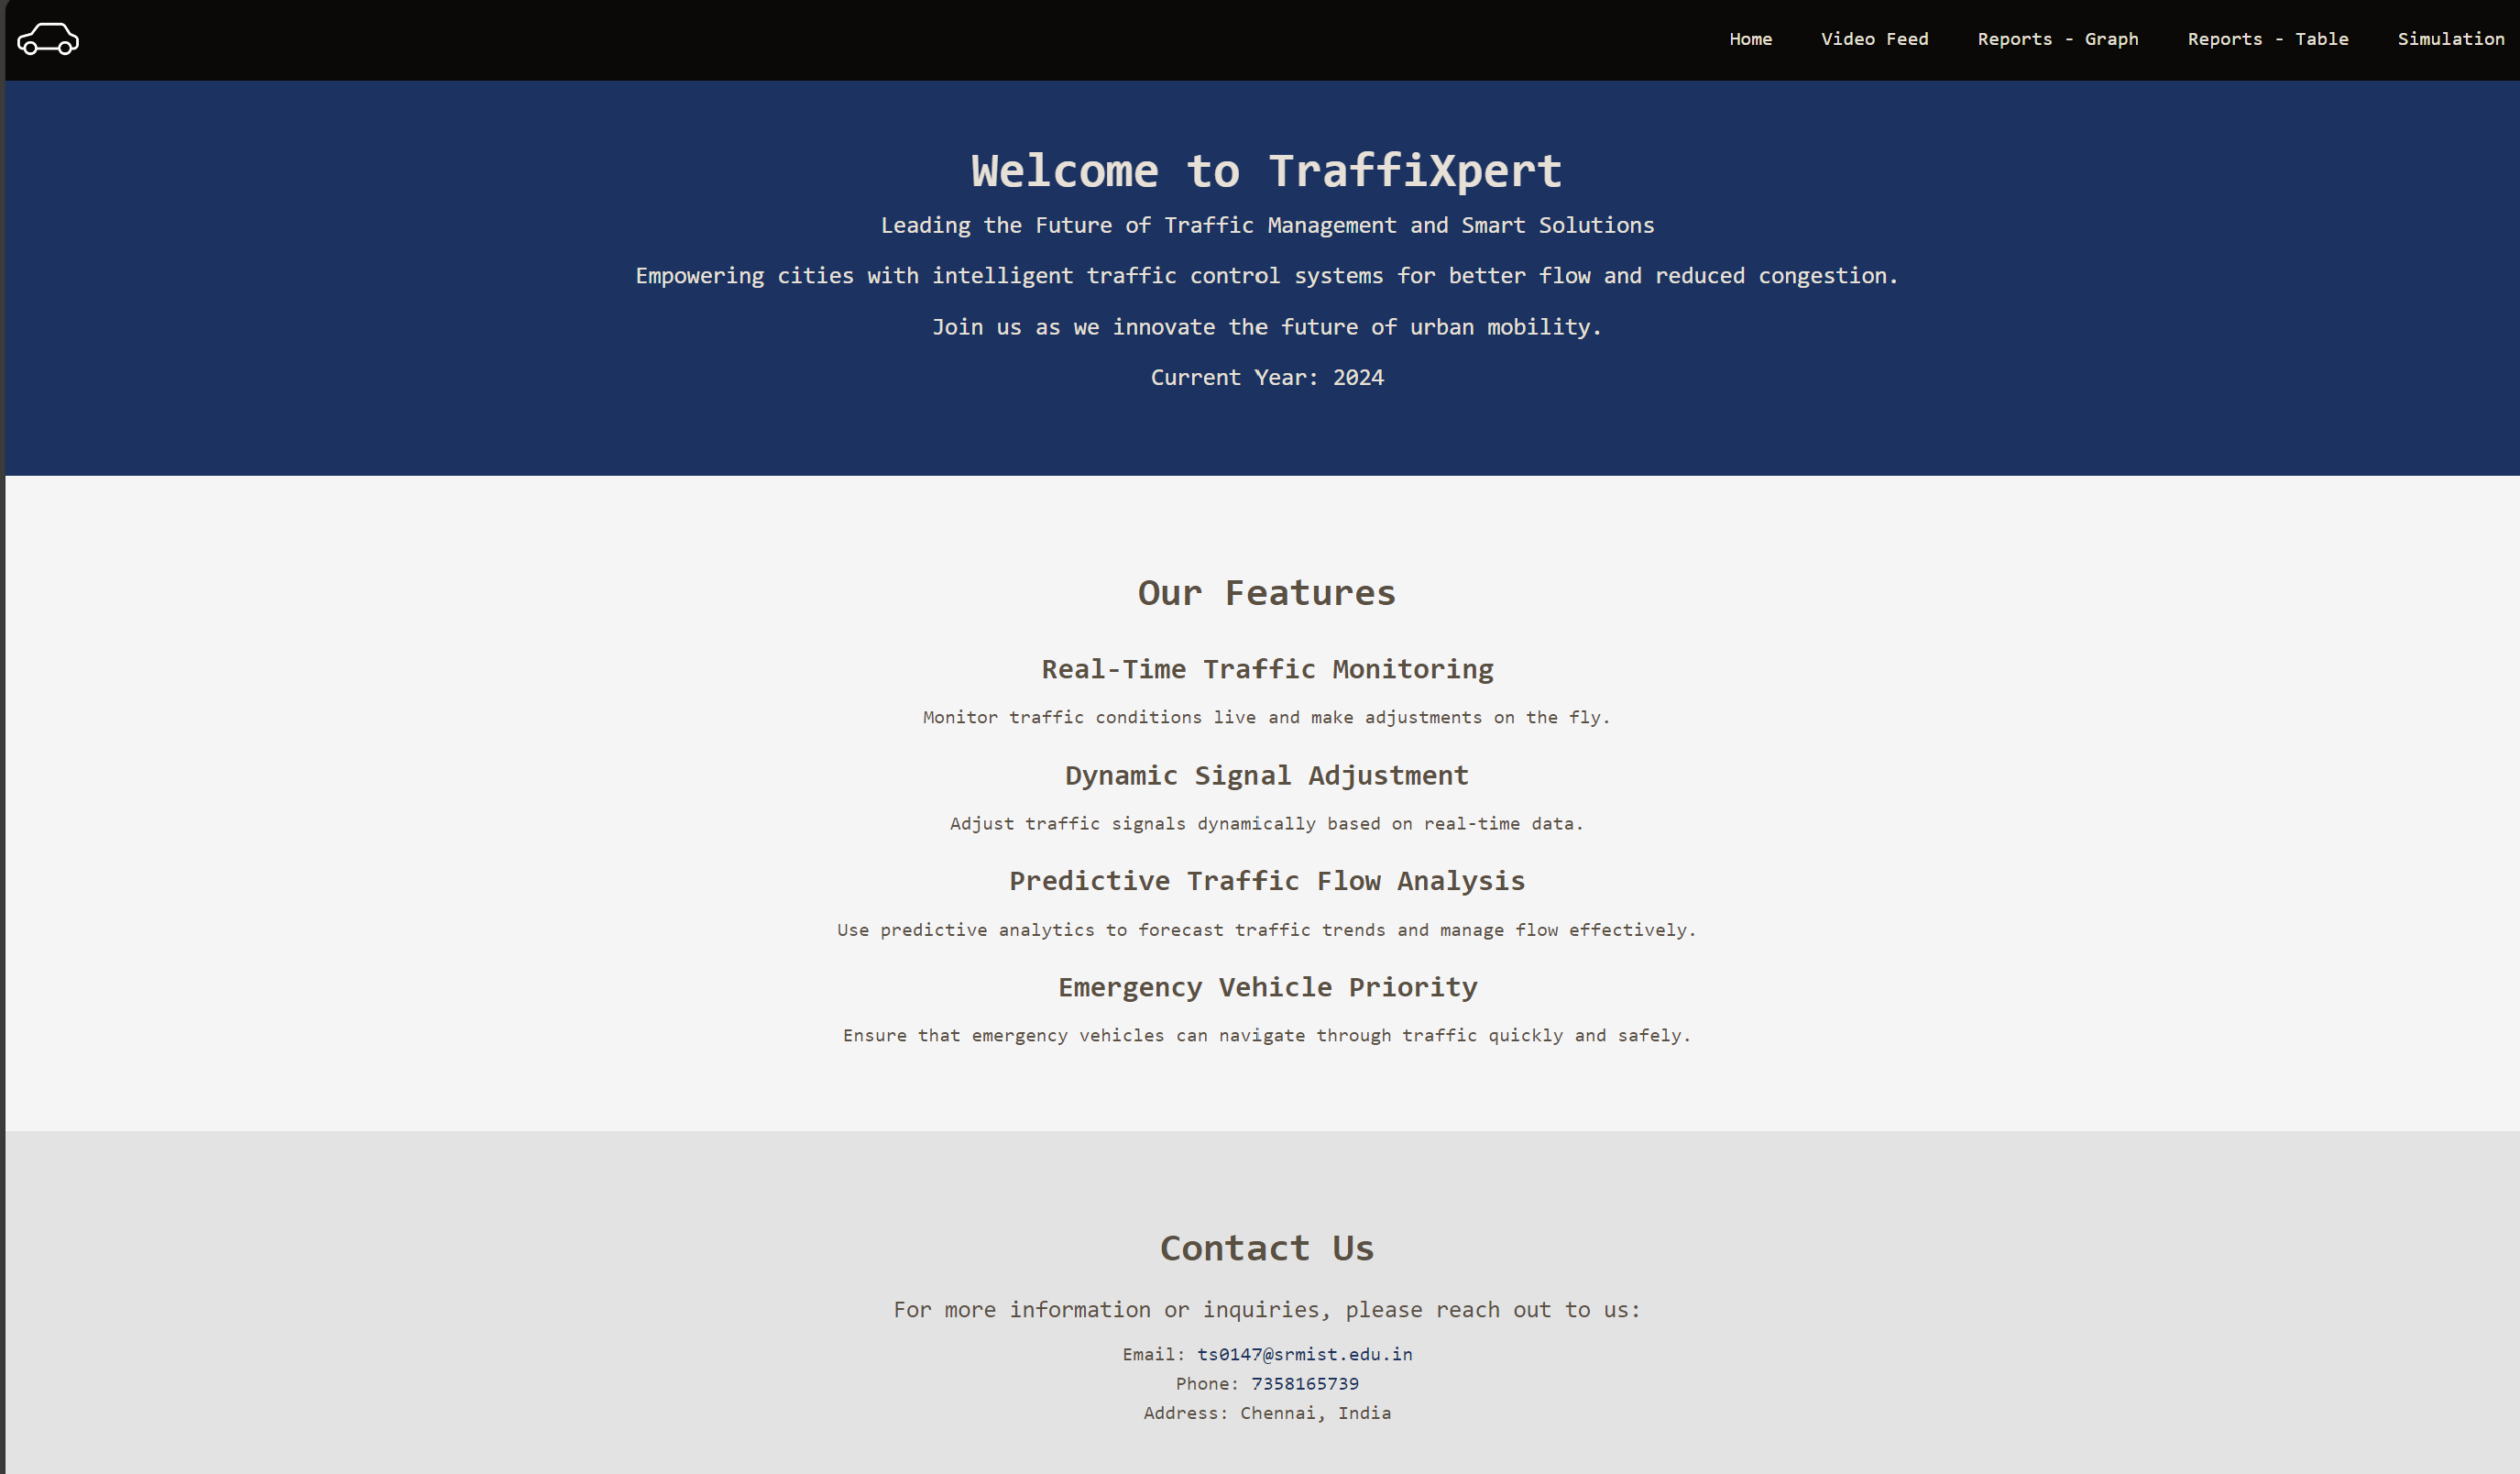 Home Video Feed Reports - Graph Reports - Table Simulation
Welcome to TraffiXpert
Leading the Future of Traffic Management and Smart Solutions
Empowering cities with intelligent traffic control systems for better flow and reduced congestion.
Join us as we innovate the future of urban mobility.
Current Year: 2024
Our Features
Real-Time Traffic Monitoring
Monitor traffic conditions live and make adjustments on the fly.
Dynamic Signal Adjustment
Adjust traffic signals dynamically based on real-time data.
Predictive Traffic Flow Analysis
Use predictive analytics to forecast traffic trends and manage flow effectively.
Emergency Vehicle Priority
Ensure that emergency vehicles can navigate through traffic quickly and safely.
Contact Us
For more information or inquiries, please reach out to us:
Email: ts0147@srmist.edu.in
Phone: 7358165739
Address: Chennai, India